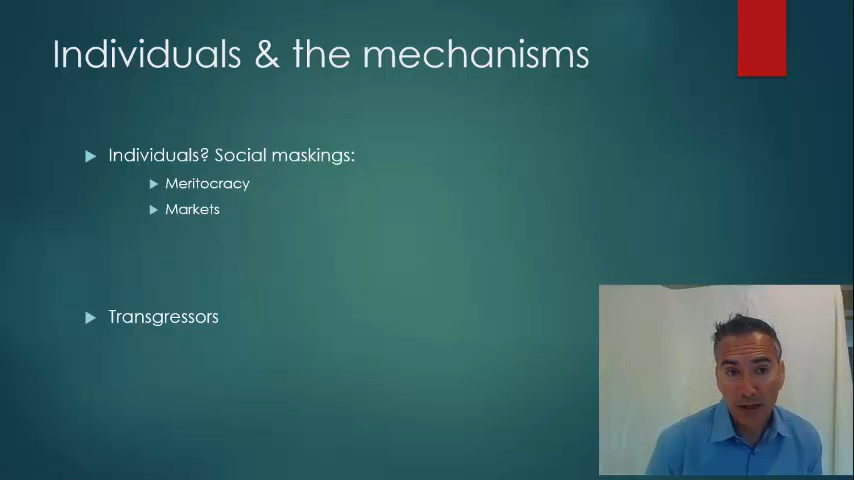 Individuals & the mechanisms
Individuals? Social maskings:
Meritocracy
Markets
Transgressors